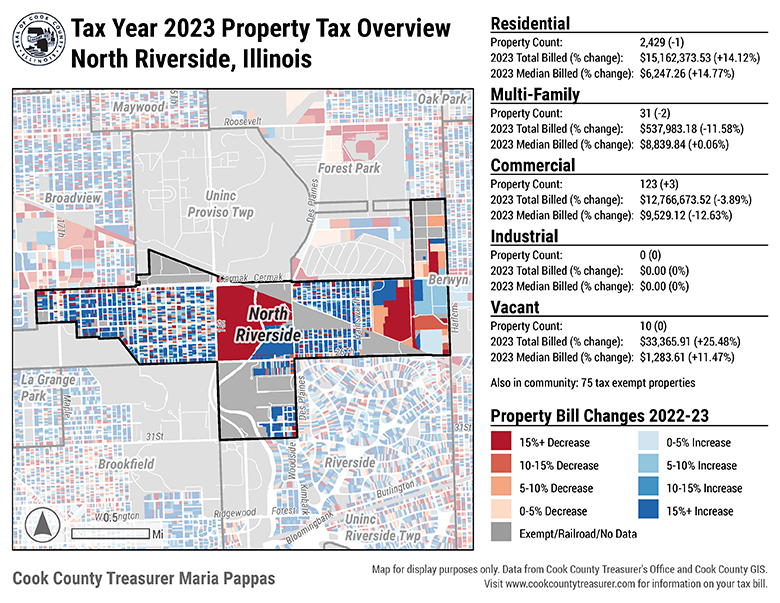 Tax Year 2023 Property Tax Overview
North Riverside, Illinois
Residential
Property Count: 2,429 (-1)
2023 Total Billed (% change): $15,162,373.53 (+14.12%)
2023 Median Billed (% change): $6,247.26 (+14.77%)
Multi-Family
Property Count: 31 (-2)
2023 Total Billed (% change): $537,983.18 (-11.58%)
2023 Median Billed (% change): $8,839.84 (+0.06%)
Commercial
Property Count: 123 (+3)
2023 Total Billed (% change): $12,766,673.52 (-3.89%)
2023 Median Billed (% change): $9,529.12 (-12.63%)
Industrial
Property Count: 0 (0)
2023 Total Billed (% change): $0.00 (0%)
2023 Median Billed (% change): $0.00 (0%)
Vacant
Property Count: 10 (0)
2023 Total Billed (% change): $33,365.91 (+25.48%)
2023 Median Billed (% change): $1,283.61 (+11.47%)
Also in community: 75 tax exempt properties
Property Bill Changes 2022-23
15%+ Decrease
10-15% Decrease
5-10% Decrease
0-5% Decrease
Exempt/Railroad/No Data
0-5% Increase
5-10% Increase
10-15% Increase
15%+ Increase
Maywood
Oak Park
Roosevelt
Forest Park
Broadview
Uninc
Proviso Twp
Des Plaines
17th
Cermak Cermak
Berwyn
Harlem
North
Riverside
La Grange
Park
Maple
Des Plaines
31St
31St
Brookfield
Riverside
Woodside
Kimbark
Burlington
Ridgewood
Forest
Bloomingbank
Uninc
Riverside Twp
0.5
Mi
Cook County Treasurer Maria Pappas
Map for display purposes only. Data from Cook County Treasurer's Office and Cook County GIS.
Visit www.cookcountytreasurer.com for information on your tax bill.